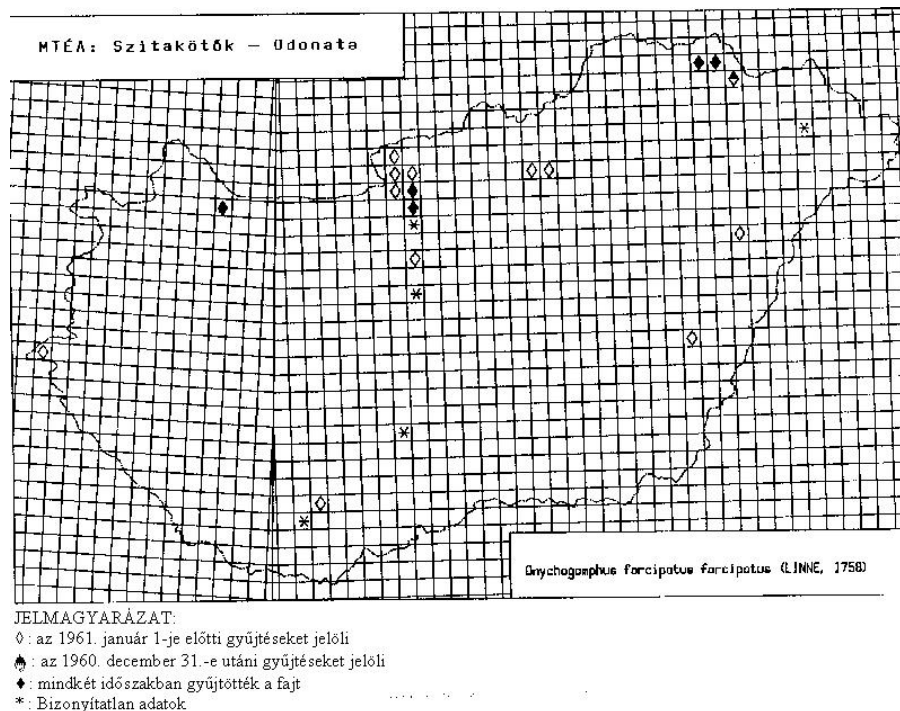 MTÉA: Szitakötők – Odonata
Onychogomphus forcipatus forcipatus (LINNE, 1758)
JELMAGYARÁZAT:
◊ : az 1961. január 1-je előtti gyűjtéseket jelöli
⬘ : az 1960. december 31.-e utáni gyűjtéseket jelöli
♦ : mindkét időszakban gyűjtötték a fajt
* : Bizonyítatlan adatok